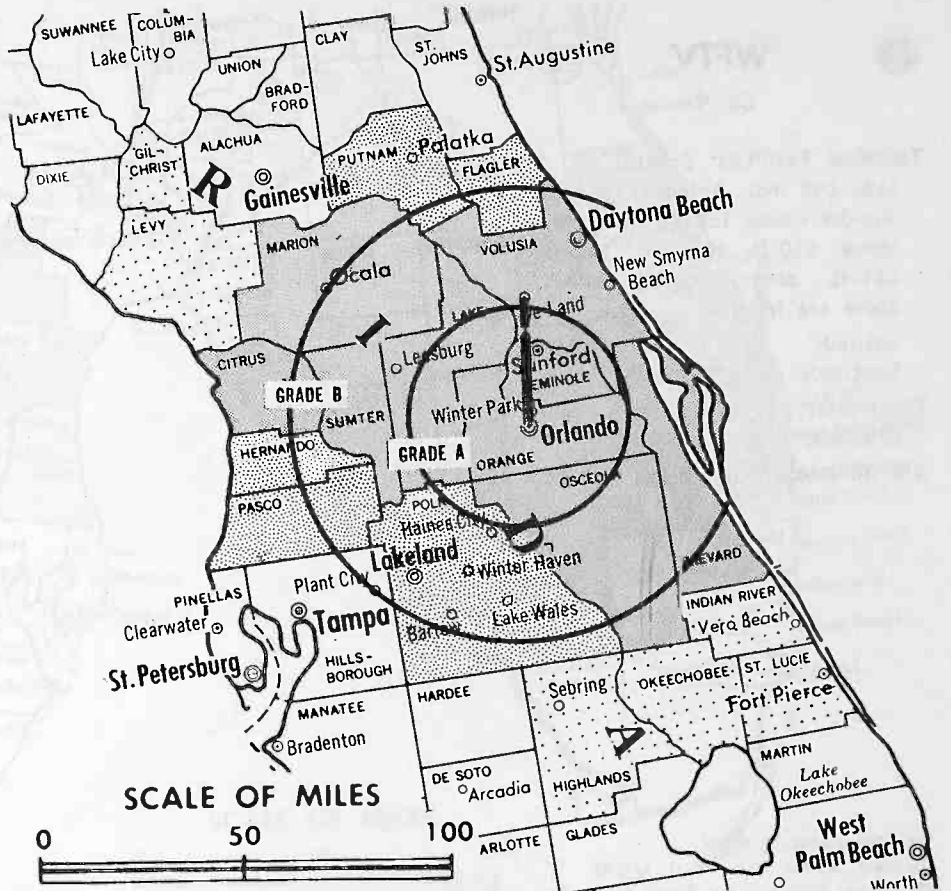 SUWANNEE
COLUM-
BIA
Lake City
CLAY
ST.
JOHNS
St. Augustine
UNION
BRAD-
FORD
LAFAYETTE
GIL-
CHRIST
ALACHUA
PUTNAM
Palatka
DIXIE
R
Gainesville
FLAGLER
LEVY
MARION
Ocala
VOLUSIA
Daytona Beach
New Smyrna
Beach
I
LAKE
Land
CITRUS
Leesburg
Sanford
SEMINOLE
GRADE B
SUMTER
Winter Park
Orlando
HERNANDO
GRADE A
ORANGE
OSCEOLA
PASCO
POLK
Haines City
D
Lakeland
Winter Haven
BREVARD
PINELLAS
Plant City
Clearwater
Tampa
Bartow
Lake Wales
INDIAN RIVER
Vero Beach
St. Petersburg
HILLS-
BOROUGH
HARDEE
Sebring
OKEECHOBEE
ST. LUCIE
Fort Pierce
MANATEE
Bradenton
A
MARTIN
DE SOTO
Arcadia
HIGHLANDS
Lake
Okeechobee
SCALE OF MILES
0 50 100
ARLOTTE
GLADES
West
Palm Beach
Worth
WFTV